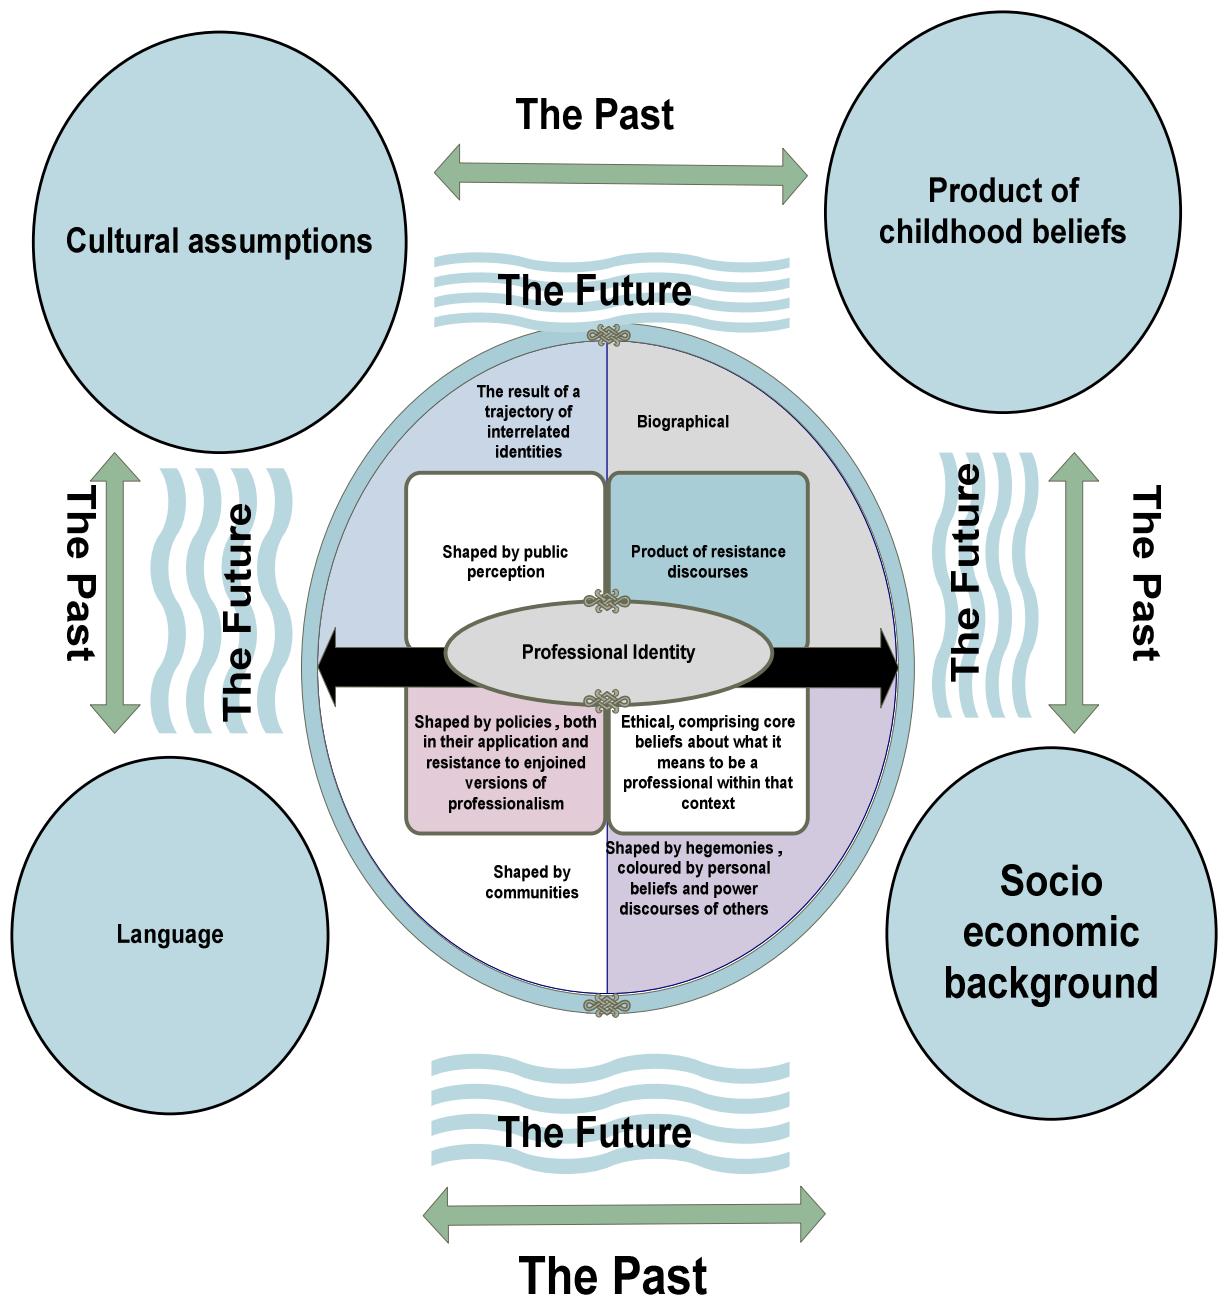 The Past
Cultural assumptions
Product of
childhood beliefs
The Future
The result of a
trajectory of
interrelated
identities
Biographical
The Past
The Future
Shaped by public
perception
Product of resistance
discourses
The Future
The Past
Professional Identity
Shaped by policies , both
in their application and
resistance to enjoined
versions of
professionalism
Ethical, comprising core
beliefs about what it
means to be a
professional within that
context
Shaped by
communities
Shaped by hegemonies ,
coloured by personal
beliefs and power
discourses of others
Language
Socio
economic
background
The Future
The Past